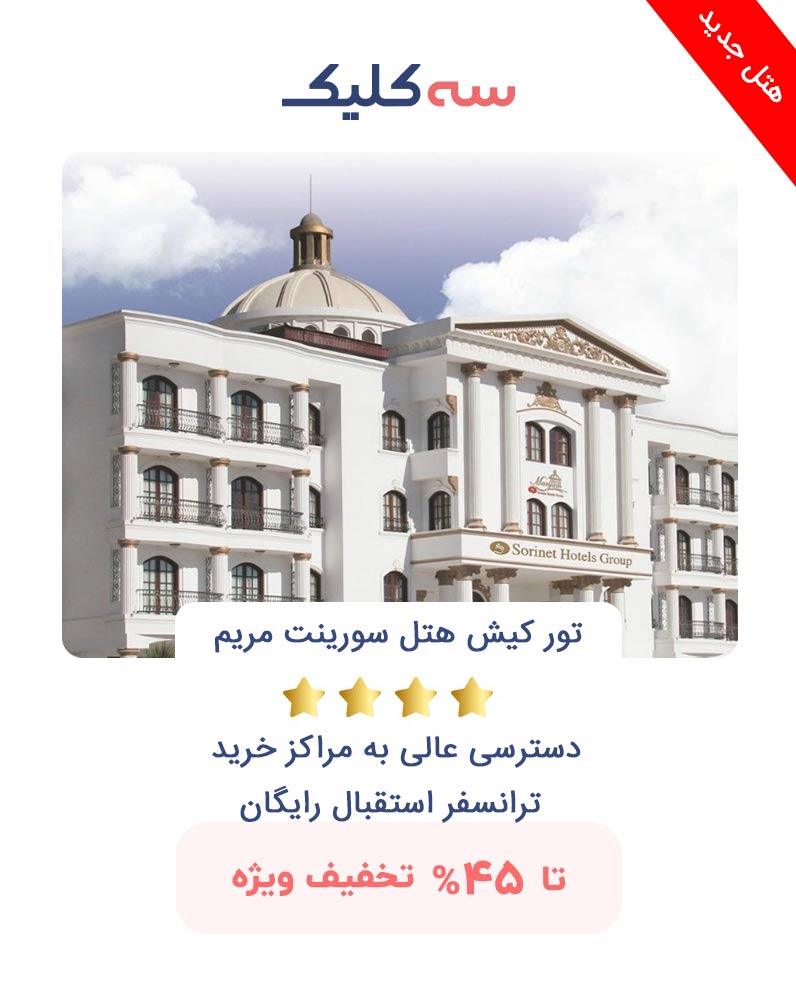 هتل جدید
سه کلیک
Maryam
Sorinet Hotels Group
تور کیش هتل سورینت مریم
دسترسی عالی به مراکز خرید
ترانسفر استقبال رایگان
تا ۴۵% تخفیف ویژه